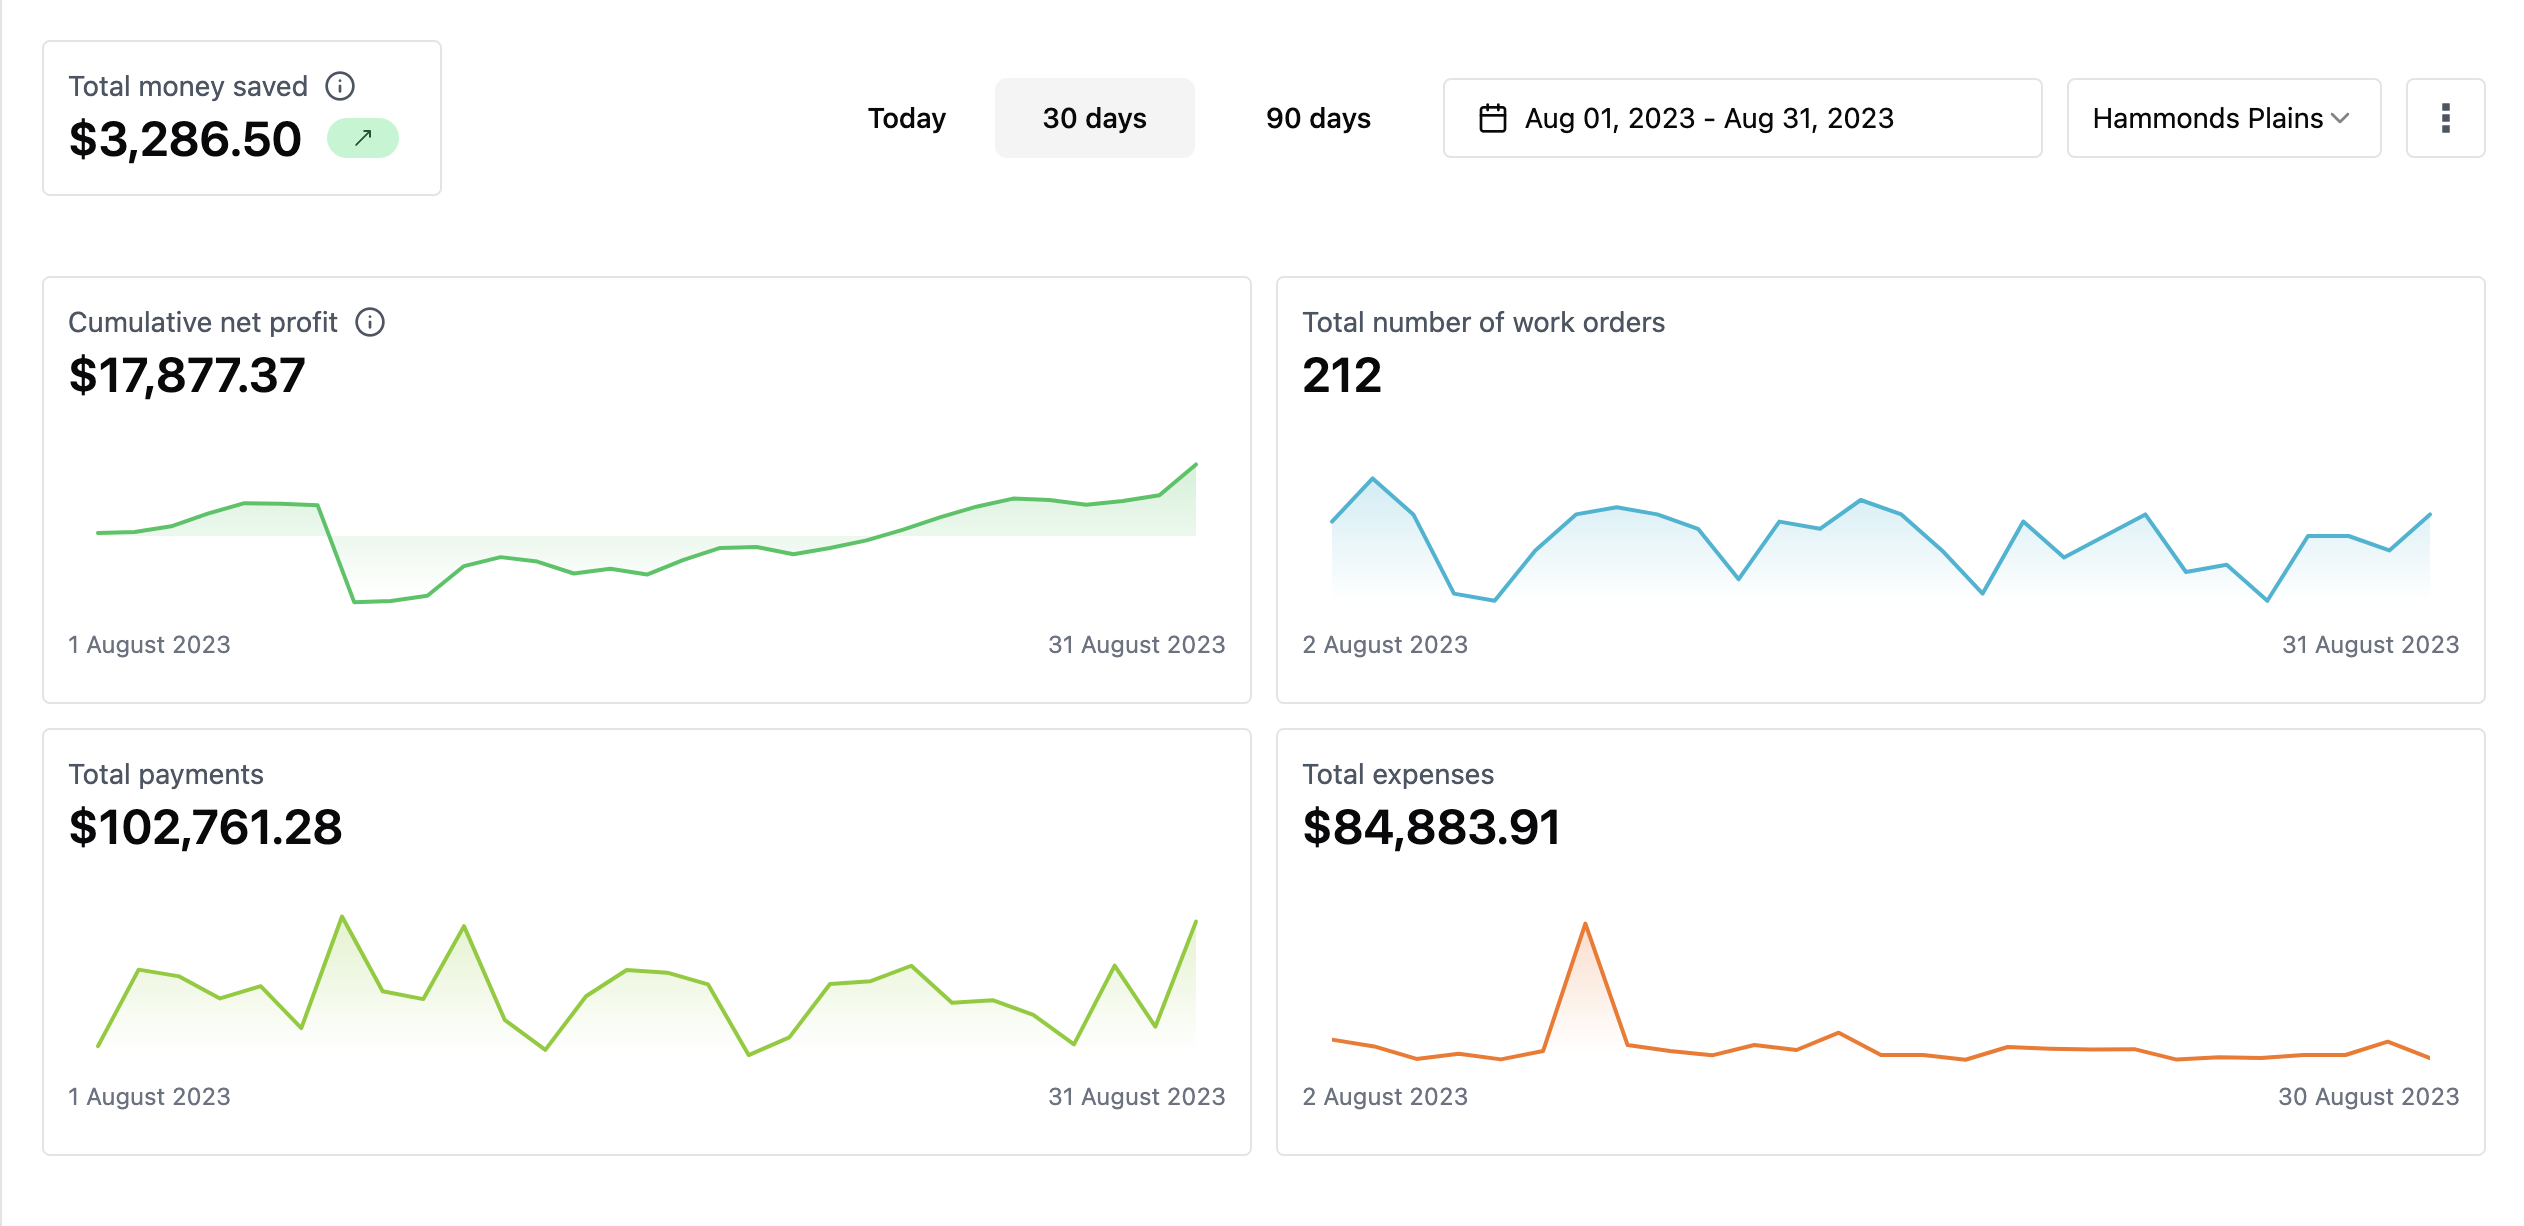 Total money saved
$3,286.50
Today
30 days
90 days
Aug 01, 2023 - Aug 31, 2023
Hammonds Plains
Cumulative net profit
$17,877.37
1 August 2023
31 August 2023
Total number of work orders
212
2 August 2023
31 August 2023
Total payments
$102,761.28
1 August 2023
31 August 2023
Total expenses
$84,883.91
2 August 2023
30 August 2023